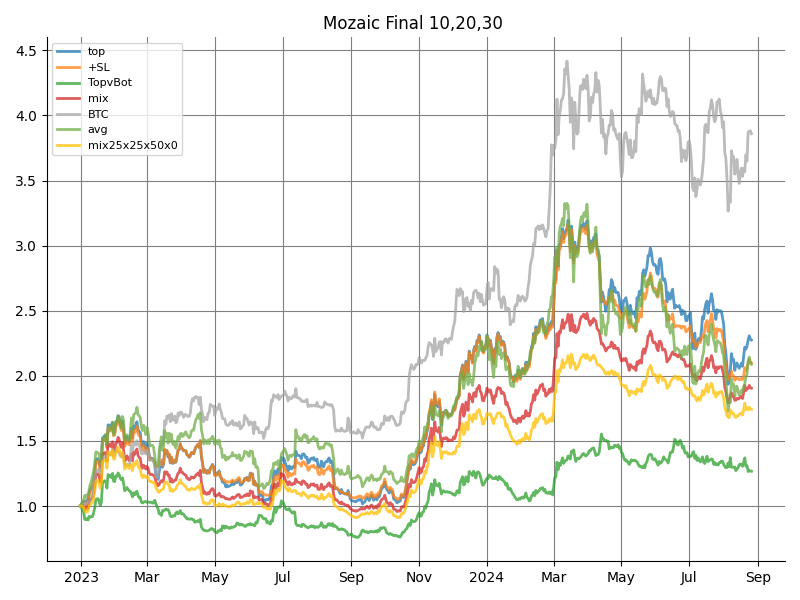 Mozaic Final 10,20,30
4.5
4.0
3.5
3.0
2.5
2.0
1.5
1.0
top
+SL
TopvBot
mix
BTC
avg
mix25x25x50x0
2023 Mar May Jul Sep Nov 2024 Mar May Jul Sep